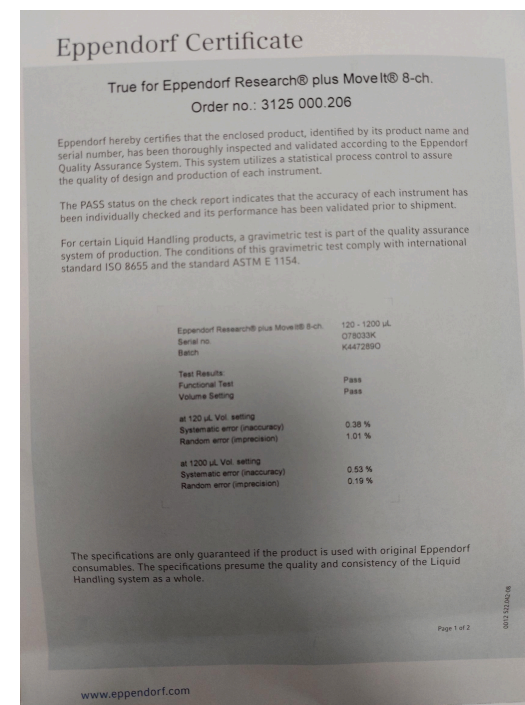 Eppendorf Certificate
True for Eppendorf Research® plus MoveIt® 8-ch.
Order no.: 3125 000.206
Eppendorf hereby certifies that the enclosed product, identified by its product name and
serial number, has been thoroughly inspected and validated according to the Eppendorf
Quality Assurance System. This system utilizes a statistical process control to assure
the quality of design and production of each instrument.
The PASS status on the check report indicates that the accuracy of each instrument has
been individually checked and its performance has been validated prior to shipment.
For certain Liquid Handling products, a gravimetric test is part of the quality assurance
system of production. The conditions of this gravimetric test comply with international
standard ISO 8655 and the standard ASTM E 1154.
Eppendorf Research® plus MoveIt® 8-ch. 120 - 1200 µL
Serial no. O78033K
Batch K447289O
Test Results:
Functional Test Pass
Volume Setting Pass
at 120 µL Vol. setting
Systematic error (inaccuracy) 0.38 %
Random error (imprecision) 1.01 %
at 1200 µL Vol. setting
Systematic error (inaccuracy) 0.53 %
Random error (imprecision) 0.19 %
The specifications are only guaranteed if the product is used with original Eppendorf
consumables. The specifications presume the quality and consistency of the Liquid
Handling system as a whole.
Page 1 of 2
www.eppendorf.com